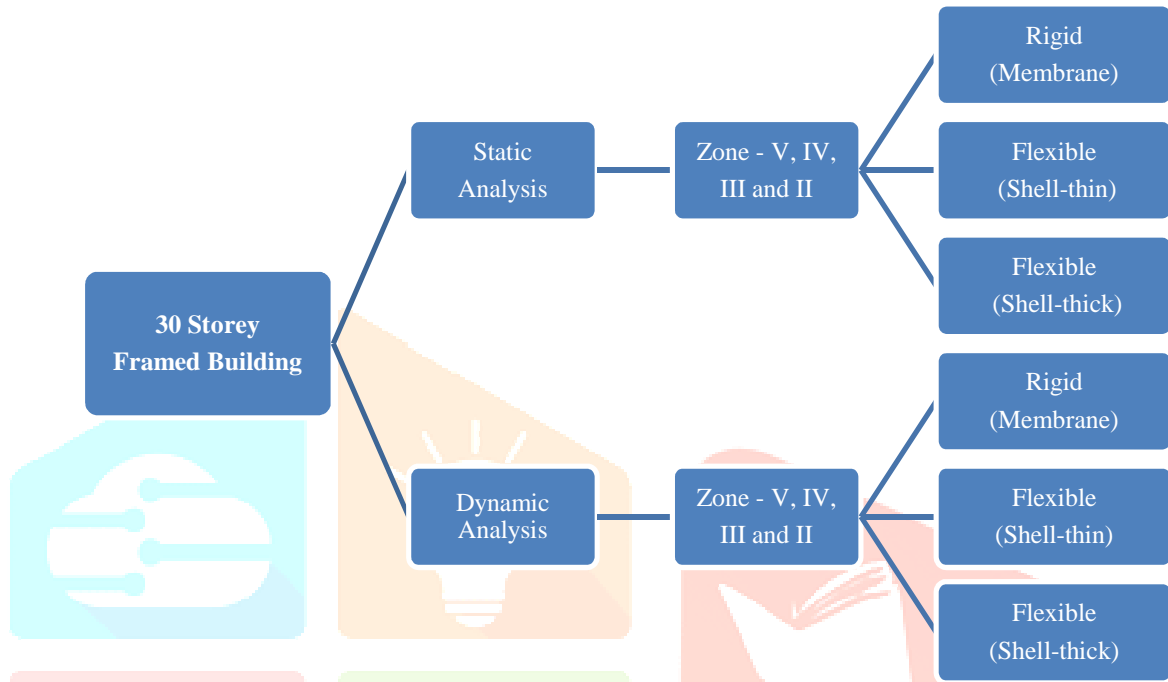 30 Storey
Framed Building
Static
Analysis
Zone - V, IV,
III and II
Rigid
(Membrane)
Flexible
(Shell-thin)
Flexible
(Shell-thick)
Dynamic
Analysis
Zone - V, IV,
III and II
Rigid
(Membrane)
Flexible
(Shell-thin)
Flexible
(Shell-thick)